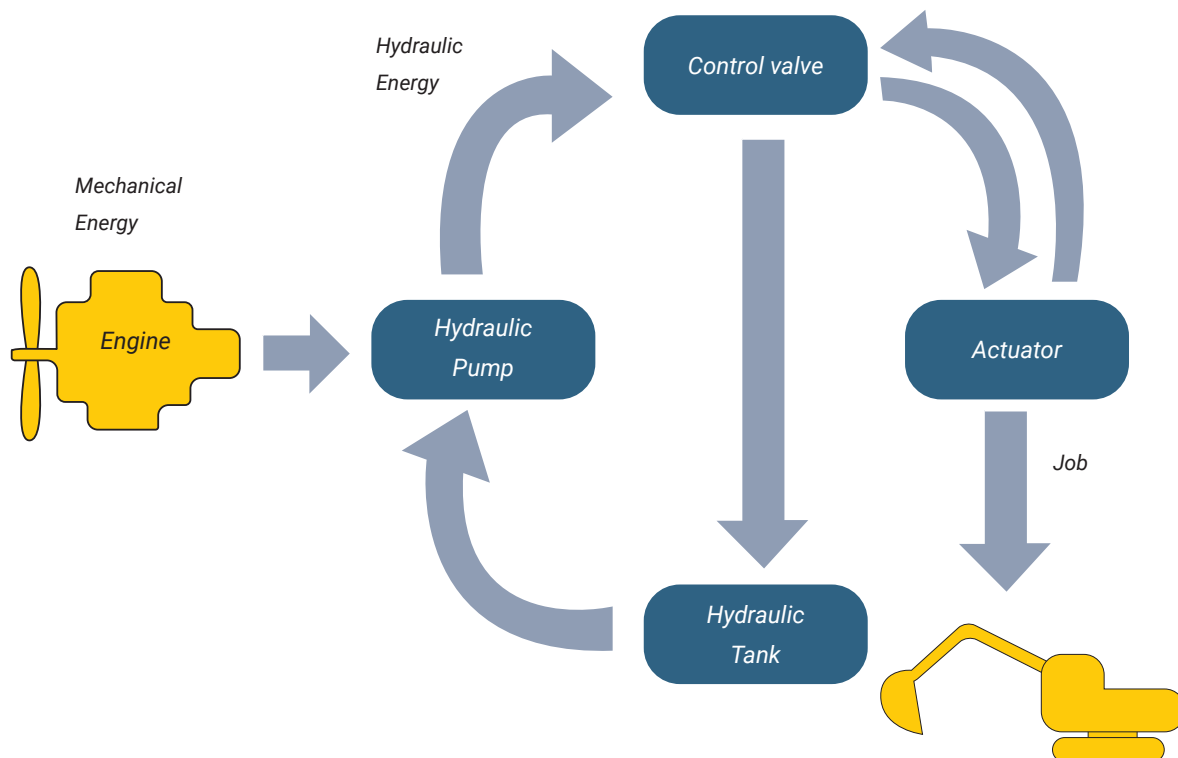 Hydraulic
Energy
Control valve
Mechanical
Energy
Engine
Hydraulic
Pump
Actuator
Job
Hydraulic
Tank